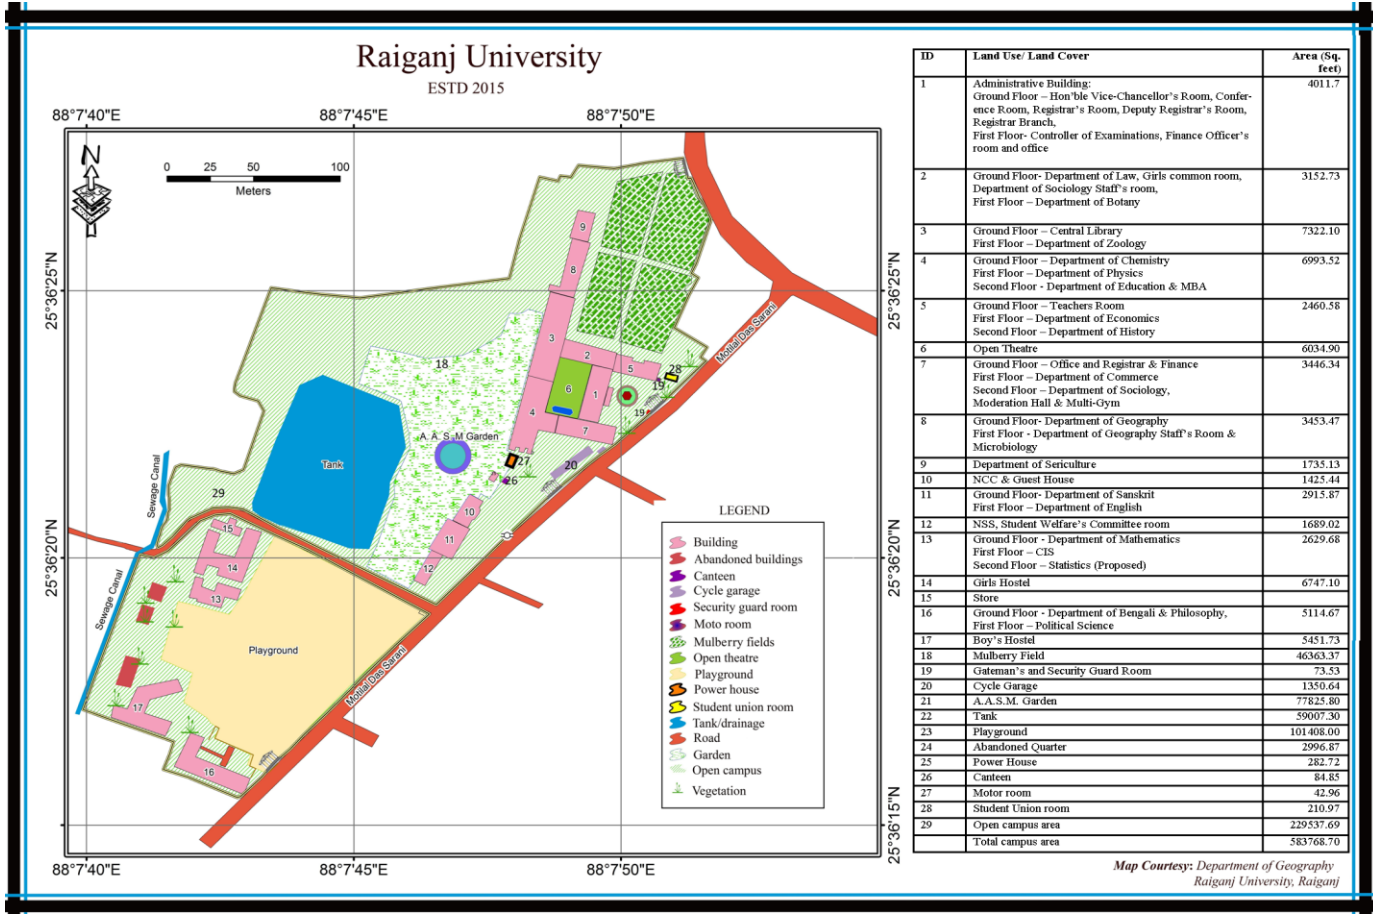 Raiganj University
ESTD 2015
88°7'40"E
88°7'45"E
88°7'50"E
N
0 25 50 100
Meters
25°36'25"N
25°36'20"N
25°36'25"N
25°36'20"N
25°36'15"N
9
8
3
2
5
28
19
6
1
4
19
7
18
A. A. S. M Garden
27
26
20
Tank
29
Sewage Canal
Sewage Canal
Motilal Das Sarani
Motilal Das Sarani
10
11
12
15
14
13
Playground
17
16
LEGEND
Building
Abandoned buildings
Canteen
Cycle garage
Security guard room
Moto room
Mulberry fields
Open theatre
Playground
Power house
Student union room
Tank/drainage
Road
Garden
Open campus
Vegetation
88°7'40"E
88°7'45"E
88°7'50"E
ID Land Use/ Land Cover Area (Sq. feet)
1 Administrative Building: 4011.7
Ground Floor – Hon'ble Vice-Chancellor's Room, Confer-
ence Room, Registrar's Room, Deputy Registrar's Room,
Registrar Branch,
First Floor- Controller of Examinations, Finance Officer's
room and office
2 Ground Floor- Department of Law, Girls common room, 3152.73
Department of Sociology Staff's room,
First Floor – Department of Botany
3 Ground Floor – Central Library 7322.10
First Floor – Department of Zoology
4 Ground Floor – Department of Chemistry 6993.52
First Floor – Department of Physics
Second Floor - Department of Education & MBA
5 Ground Floor – Teachers Room 2460.58
First Floor – Department of Economics
Second Floor – Department of History
6 Open Theatre 6034.90
7 Ground Floor – Office and Registrar & Finance 3446.34
First Floor – Department of Commerce
Second Floor – Department of Sociology,
Moderation Hall & Multi-Gym
8 Ground Floor- Department of Geography 3453.47
First Floor - Department of Geography Staff's Room &
Microbiology
9 Department of Sericulture 1735.13
10 NCC & Guest House 1425.44
11 Ground Floor- Department of Sanskrit 2915.87
First Floor – Department of English
12 NSS, Student Welfare's Committee room 1689.02
13 Ground Floor - Department of Mathematics 2629.68
First Floor – CIS
Second Floor – Statistics (Proposed)
14 Girls Hostel 6747.10
15 Store
16 Ground Floor - Department of Bengali & Philosophy, 5114.67
First Floor – Political Science
17 Boy's Hostel 5451.73
18 Mulberry Field 46363.37
19 Gateman's and Security Guard Room 73.53
20 Cycle Garage 1350.64
21 A.A.S.M. Garden 77825.80
22 Tank 59007.30
23 Playground 101408.00
24 Abandoned Quarter 2996.87
25 Power House 282.72
26 Canteen 84.85
27 Motor room 42.96
28 Student Union room 210.97
29 Open campus area 229537.69
Total campus area 583768.70
Map Courtesy: Department of Geography
Raiganj University, Raiganj